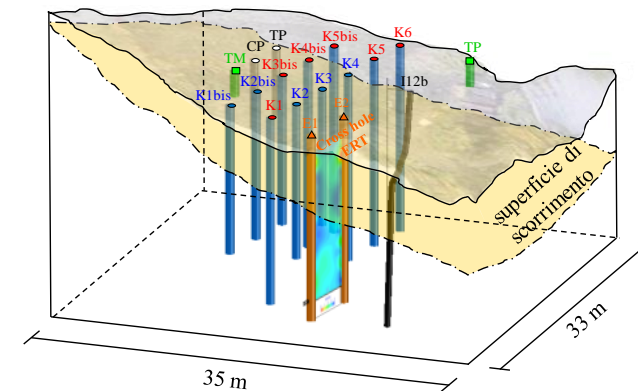 K6
TP
K5bis
CP
K4bis
K5
TP
TM
K3bis
K4
I12b
K2bis
K3
K1bis
K2
K1
E2
E1
Cross hole
ERT
superficie di
scorrimento
33 m
35 m